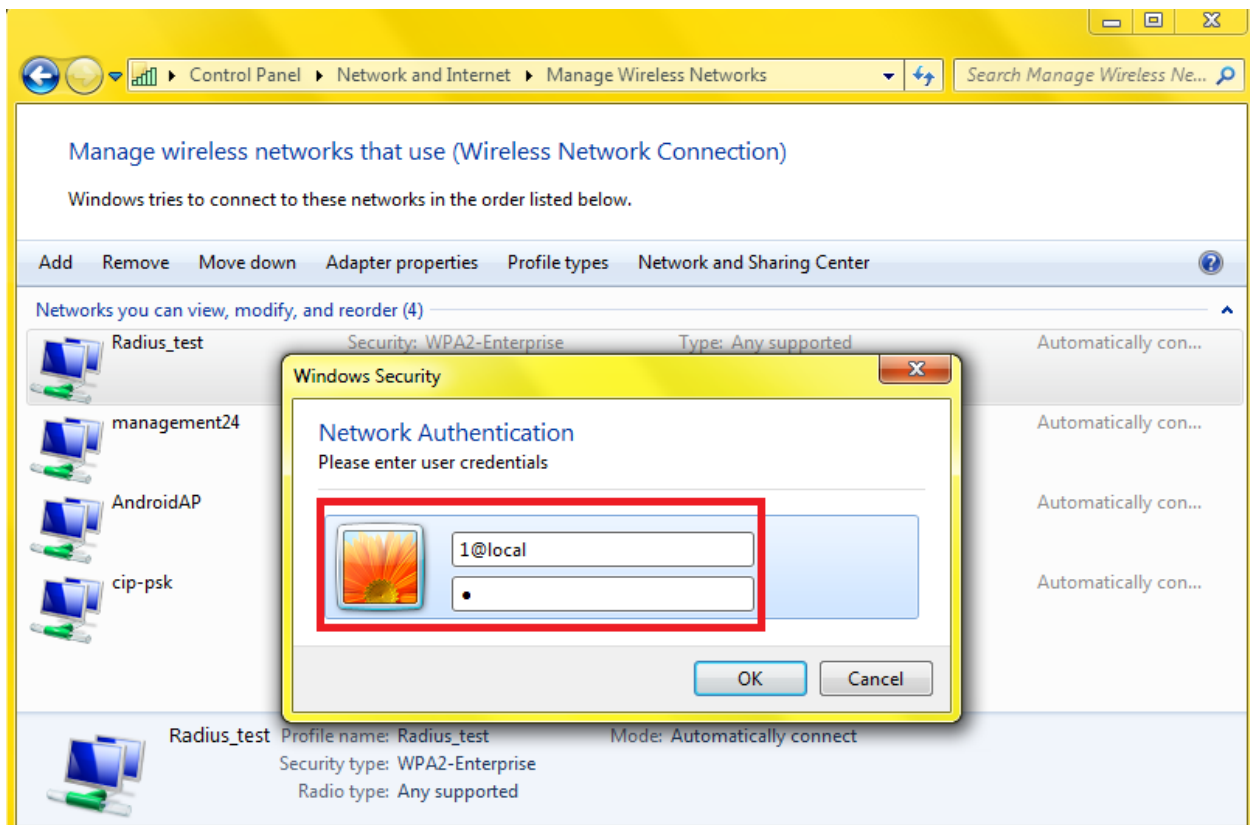 Control Panel Network and Internet Manage Wireless Networks Search Manage Wireless Ne...
Manage wireless networks that use (Wireless Network Connection)
Windows tries to connect to these networks in the order listed below.
Add Remove Move down Adapter properties Profile types Network and Sharing Center
Networks you can view, modify, and reorder (4)
Radius_test Security: WPA2-Enterprise Type: Any supported Automatically con...
Windows Security
management24 Automatically con...
Network Authentication
Please enter user credentials
AndroidAP Automatically con...
1@local
cip-psk Automatically con...
OK Cancel
Radius_test Profile name: Radius_test Mode: Automatically connect
Security type: WPA2-Enterprise
Radio type: Any supported